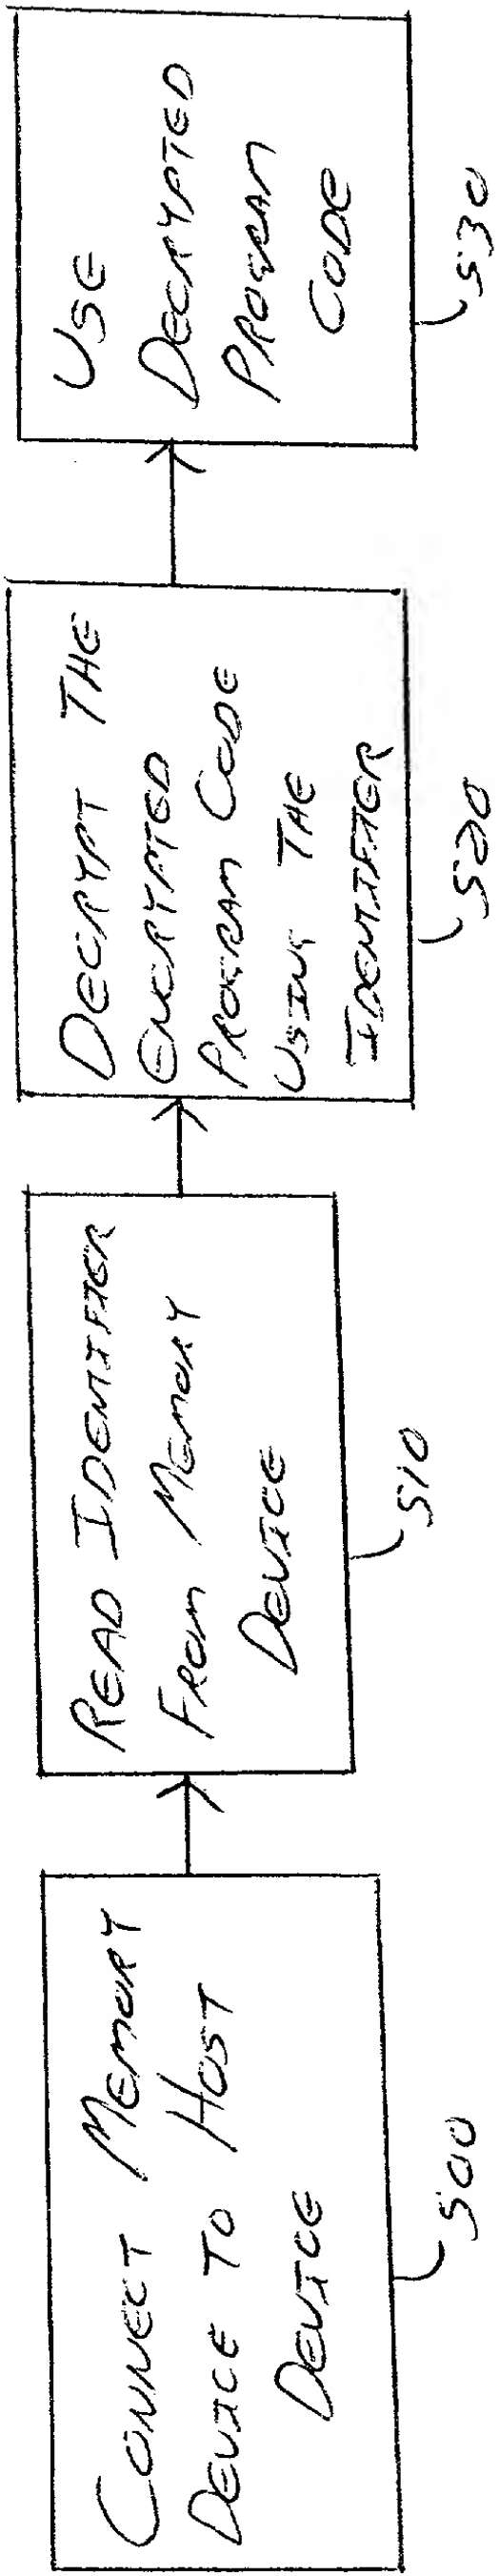 CONNECT MEMORY
DEVICE TO HOST
DEVICE
500
READ IDENTIFIER
FROM MEMORY
DEVICE
510
DECRYPT THE
ENCRYPTED
PROGRAM CODE
USING THE
IDENTIFIER
520
USE
DECRYPTED
PROGRAM
CODE
530